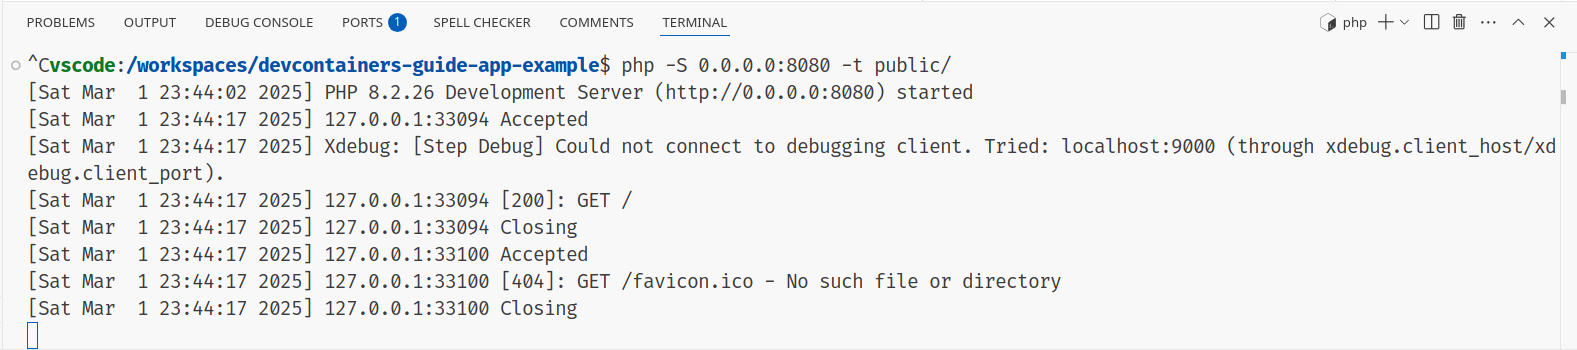 PROBLEMS OUTPUT DEBUG CONSOLE PORTS 1 SPELL CHECKER COMMENTS TERMINAL php
^Cvscode:/workspaces/devcontainers-guide-app-example$ php -S 0.0.0.0:8080 -t public/
[Sat Mar  1 23:44:02 2025] PHP 8.2.26 Development Server (http://0.0.0.0:8080) started
[Sat Mar  1 23:44:17 2025] 127.0.0.1:33094 Accepted
[Sat Mar  1 23:44:17 2025] Xdebug: [Step Debug] Could not connect to debugging client. Tried: localhost:9000 (through xdebug.client_host/xd
ebug.client_port).
[Sat Mar  1 23:44:17 2025] 127.0.0.1:33094 [200]: GET /
[Sat Mar  1 23:44:17 2025] 127.0.0.1:33094 Closing
[Sat Mar  1 23:44:17 2025] 127.0.0.1:33100 Accepted
[Sat Mar  1 23:44:17 2025] 127.0.0.1:33100 [404]: GET /favicon.ico - No such file or directory
[Sat Mar  1 23:44:17 2025] 127.0.0.1:33100 Closing